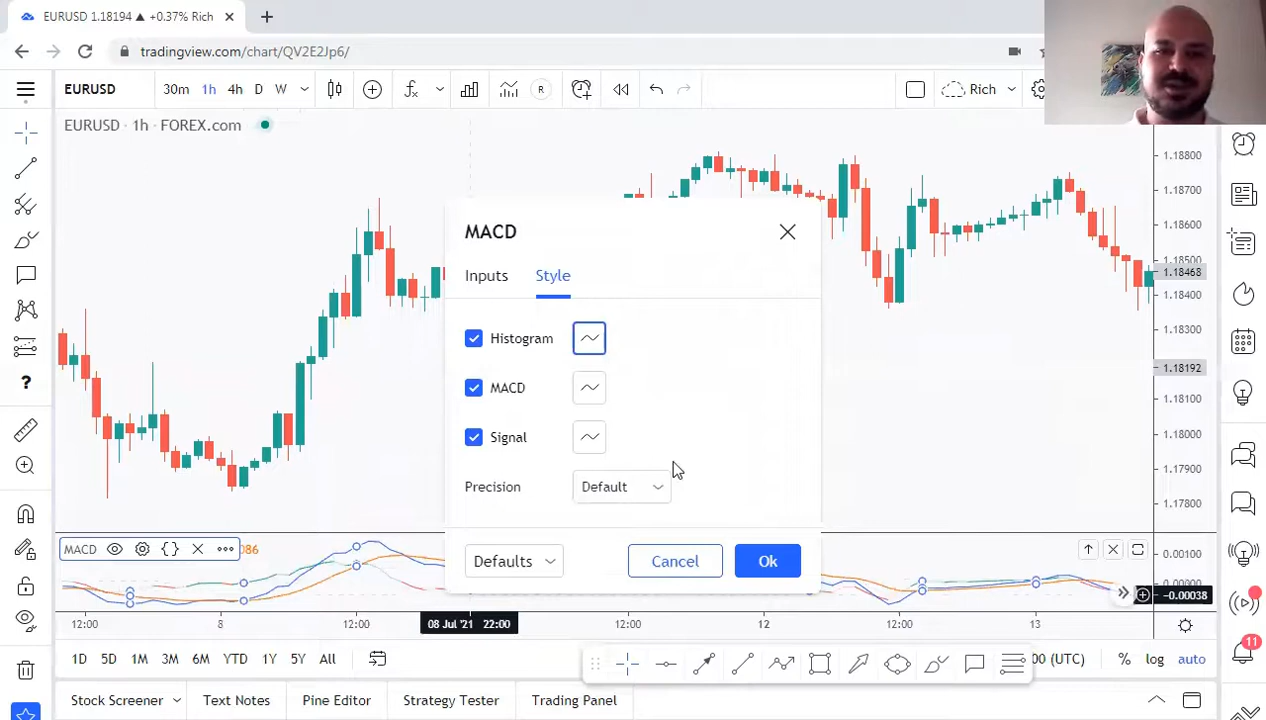 EURUSD 1.18194 ▲ +0.37% Rich
tradingview.com/chart/QV2E2Jp6/
EURUSD 30m 1h 4h D W R Rich
EURUSD · 1h · FOREX.com
1.18800
1.18700
1.18600
1.18500
1.18468
1.18400
1.18300
1.18192
1.18100
1.18000
1.17900
1.17800
MACD
Inputs Style
Histogram
MACD
Signal
Precision Default
Defaults Cancel Ok
MACD 086
0.00100
0.00000
−0.00038
12:00 8 12:00 08 Jul '21 22:00 12:00 12 12:00 13
1D 5D 1M 3M 6M YTD 1Y 5Y All :00 (UTC) % log auto
11
Stock Screener Text Notes Pine Editor Strategy Tester Trading Panel